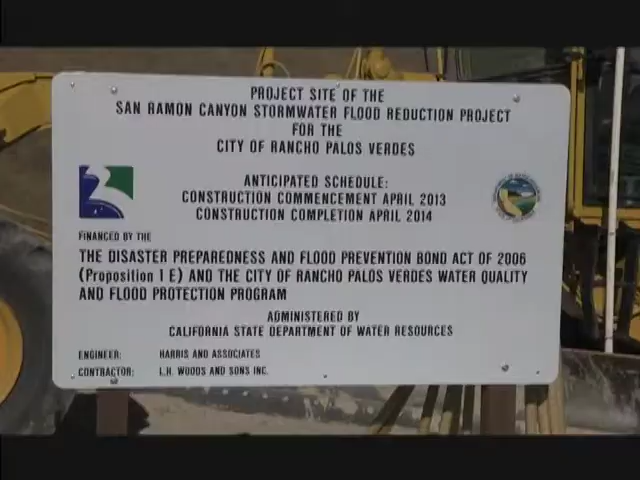 PROJECT SITE OF THE
SAN RAMON CANYON STORMWATER FLOOD REDUCTION PROJECT
FOR THE
CITY OF RANCHO PALOS VERDES
ANTICIPATED SCHEDULE:
CONSTRUCTION COMMENCEMENT APRIL 2013
CONSTRUCTION COMPLETION APRIL 2014
FINANCED BY THE
THE DISASTER PREPAREDNESS AND FLOOD PREVENTION BOND ACT OF 2006
(Proposition 1 E) AND THE CITY OF RANCHO PALOS VERDES WATER QUALITY
AND FLOOD PROTECTION PROGRAM
ADMINISTERED BY
CALIFORNIA STATE DEPARTMENT OF WATER RESOURCES
ENGINEER: HARRIS AND ASSOCIATES
CONTRACTOR: L.H. WOODS AND SONS INC.